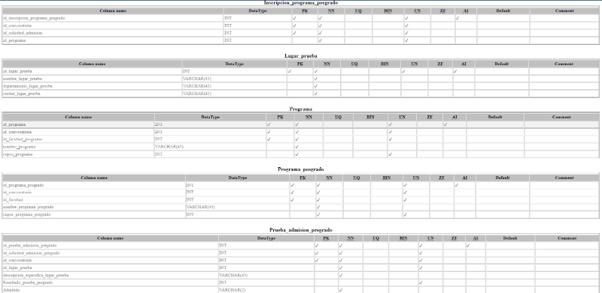 Inscripcion_programa_posgrado
Column name DataType PK NN UQ BIN UN ZF AI Default Comment
id_inscripcion_programa_posgrado INT ✓ ✓ ✓ ✓
id_convocatoria INT ✓ ✓ ✓
id_solicitud_admision INT ✓ ✓ ✓
id_programa INT ✓ ✓
Lugar_prueba
Column name DataType PK NN UQ BIN UN ZF AI Default Comment
id_lugar_prueba INT ✓ ✓ ✓ ✓
nombre_lugar_prueba VARCHAR(45) ✓
departamento_lugar_prueba VARCHAR(45) ✓
ciudad_lugar_prueba VARCHAR(45) ✓
Programa
Column name DataType PK NN UQ BIN UN ZF AI Default Comment
id_programa INT ✓ ✓ ✓ ✓
id_convocatoria INT ✓ ✓ ✓
id_facultad_programa INT ✓ ✓ ✓
nombre_programa VARCHAR(45) ✓
cupos_programa INT ✓ ✓
Programa_posgrado
Column name DataType PK NN UQ BIN UN ZF AI Default Comment
id_programa_posgrado INT ✓ ✓ ✓ ✓
id_convocatoria INT ✓ ✓ ✓
id_facultad INT ✓ ✓ ✓
nombre_programa_posgrado VARCHAR(45) ✓
cupos_programa_posgrado INT ✓ ✓
Prueba_admision_posgrado
Column name DataType PK NN UQ BIN UN ZF AI Default Comment
id_prueba_admision_posgrado INT ✓ ✓ ✓ ✓
id_solicitud_admision_posgrado INT ✓ ✓ ✓
id_convocatoria INT ✓ ✓ ✓
id_lugar_prueba INT ✓ ✓
descripcion_especifica_lugar_prueba VARCHAR(45) ✓
Resultado_prueba_posgrado INT ✓
Admitido VARCHAR(2) ✓